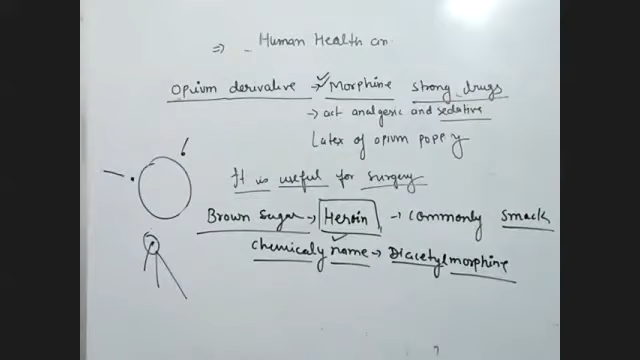 ⇒ Human Health an
Opium derivative → Morphine strong drugs
→ act analgesic and sedative
Latex of opium poppy
It is useful for surgery
Brown sugar → Heroin → commonly smack
chemicaly name → Diacetylmorphine